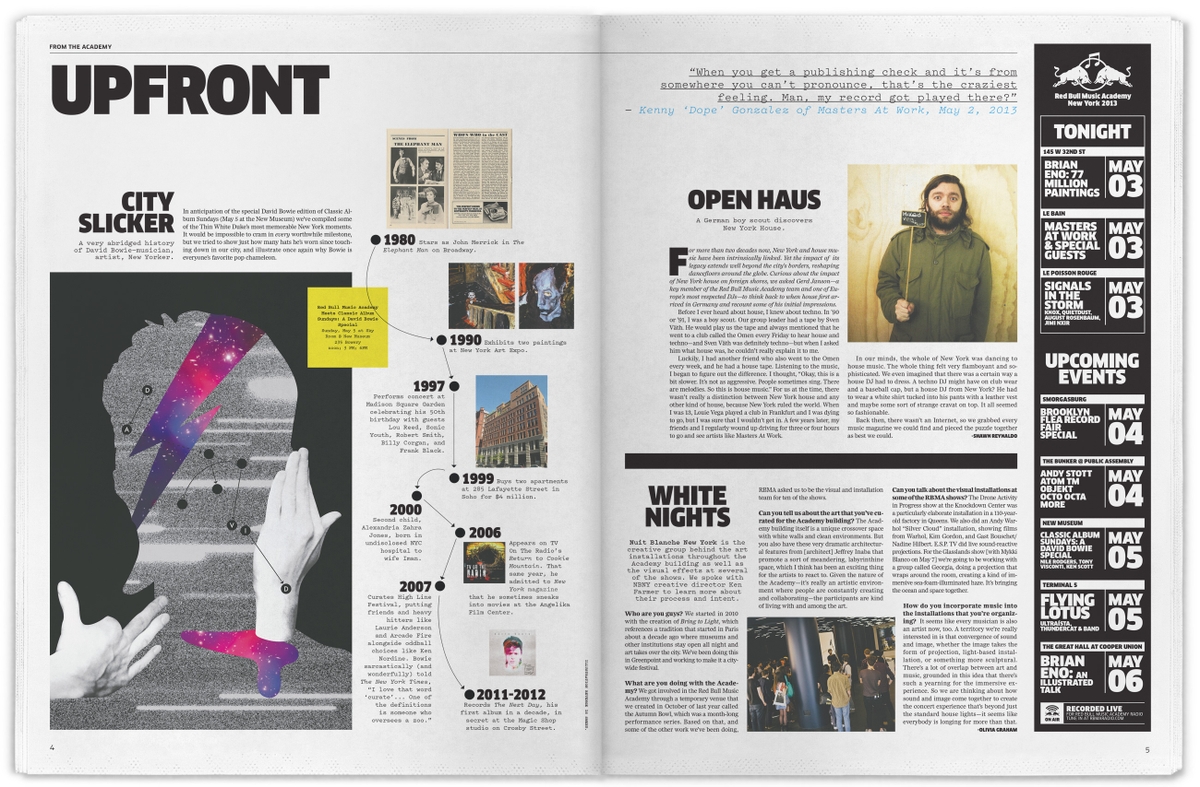 FROM THE ACADEMY
UPFRONT
CITY
SLICKER
A very abridged history
of David Bowie—musician,
artist, New Yorker.
In anticipation of the special David Bowie edition of Classic Al-
bum Sundays (May 5 at the New Museum) we've compiled some
of the Thin White Duke's most memorable New York moments.
It would be impossible to cram in every worthwhile milestone,
but we tried to show just how many hats he's worn since touch-
ing down in our city, and illustrate once again why Bowie is
everyone's favorite pop chameleon.
THE ELEPHANT MAN
WHO'S WHO in the CAST
1980 Stars as John Merrick in The
Elephant Man on Broadway.
Red Bull Music Academy
Meets Classic Album
Sundays: A David Bowie
Special
Sunday, May 5 at Sky
Room @ New Museum
235 Bowery
1990 Exhibits two paintings
at New York Art Expo.
1997
Performs concert at
Madison Square Garden
celebrating his 50th
birthday with guests
Lou Reed, Sonic
Youth, Robert Smith,
Billy Corgan, and
Frank Black.
1999 Buys two apartments
at 285 Lafayette Street in
Soho for $4 million.
2000
Second child,
Alexandria Zahra
Jones, born in
undisclosed NYC
hospital to
wife Iman.
2006
Appears on TV
On The Radio's
Return to Cookie
Mountain. That
same year, he
admitted to New
York magazine
that he sometimes sneaks
into movies at the Angelika
Film Center.
2007
Curates High Line
Festival, putting
friends and heavy
hitters like
Laurie Anderson
and Arcade Fire
alongside oddball
choices like Ken
Nordine. Bowie
sarcastically (and
wonderfully) told
The New York Times,
"I love that word
'curate'... One of
the definitions
is someone who
oversees a zoo."
2011-2012
Records The Next Day, his
first album in a decade, in
secret at the Magic Shop
studio on Crosby Street.
D
A
V
I
D
4
"When you get a publishing check and it's from
somewhere you can't pronounce, that's the craziest
feeling. Man, my record got played there?"
— Kenny 'Dope' Gonzalez of Masters At Work, May 2, 2013
OPEN HAUS
A German boy scout discovers
New York House.
For more than two decades now, New York and house mu-
sic have been intrinsically linked. Yet the impact of its
legacy extends well beyond the city's borders, reshaping
dancefloors around the globe. Curious about the impact
of New York house on foreign shores, we asked Gerd Janson—a
key member of the Red Bull Music Academy team and one of Eu-
rope's most respected DJs—to think back to when house first ar-
rived in Germany and recount some of his initial impressions.
Before I ever heard about house, I knew about techno. In '90
or '91, I was a boy scout. Our group leader had a tape by Sven
Väth. He would play us the tape and always mentioned that he
went to a club called the Omen every Friday to hear house and
techno—and Sven Väth was definitely techno—but when I asked
him what house was, he couldn't really explain it to me.
Luckily, I had another friend who also went to the Omen
every week, and he had a house tape. Listening to the music,
I began to figure out the difference. I thought, "Okay, this is a
bit slower. It's not as aggressive. People sometimes sing. There
are melodies. So this is house music." For us at the time, there
wasn't really a distinction between New York house and any
other kind of house, because New York ruled the world. When
I was 13, Louie Vega played a club in Frankfurt and I was dying
to go, but I was sure that I wouldn't get in. A few years later, my
friends and I regularly wound up driving for three or four hours
to go and see artists like Masters At Work.
In our minds, the whole of New York was dancing to
house music. The whole thing felt very flamboyant and so-
phisticated. We even imagined that there was a certain way a
house DJ had to dress. A techno DJ might have on club wear
and a baseball cap, but a house DJ from New York? He had
to wear a white shirt tucked into his pants with a leather vest
and maybe some sort of strange cravat on top. It all seemed
so fashionable.
Back then, there wasn't an Internet, so we grabbed every
music magazine we could find and pieced the puzzle together
as best we could.
-SHAWN REYNALDO
WHITE
NIGHTS
Nuit Blanche New York is the
creative group behind the art
installations throughout the
Academy building as well as
the visual effects at several
of the shows. We spoke with
NBNY creative director Ken
Farmer to learn more about
their process and intent.
Who are you guys? We started in 2010
with the creation of Bring to Light, which
references a tradition that started in Paris
about a decade ago where museums and
other institutions stay open all night and
art takes over the city. We've been doing this
in Greenpoint and working to make it a city-
wide festival.
What are you doing with the Acade-
my? We got involved in the Red Bull Music
Academy through a temporary venue that
we created in October of last year called
the Autumn Bowl, which was a month-long
performance series. Based on that, and
some of the other work we've been doing,
RBMA asked us to be the visual and installation
team for ten of the shows.
Can you tell us about the art that you've cu-
rated for the Academy building? The Acad-
emy building itself is a unique composition
with white walls and clean environments. But
you also have these very dramatic architectur-
al features from [architect] Jeffrey Inaba that
promote a sort of meandering, labyrinthine
space, which I think has been an exciting thing
for the artists to react to. Given the nature of
the Academy—it's really an artistic environ-
ment where people are constantly creating
and collaborating—the participants are kind
of living with and among the art.
Can you talk about the visual installations at
some of the RBMA shows? The Drone Activity
in Progress show at the Knockdown Center was
a particularly elaborate installation in a 110-year-
old factory in Queens. We also did an Andy War-
hol "Silver Cloud" installation, showing films
from Warhol, Kim Gordon, and Gast Bouschet/
Nadine Hilbert. E.S.P. TV did live sound-reactive
projections. For the Glasslands show [with Mykki
Blanco on May 7] we're going to be working with
a group called Georgia, doing a projection that
wraps around the room, creating a kind of im-
mersive sea-foam-illuminated haze. It's bringing
the ocean and space together.
How do you incorporate music into
the installations that you're organiz-
ing? It seems like every musician is also
an artist now, too. A territory we're really
interested in is that convergence of sound
and image, whether the image takes the
form of projection, light-based instal-
lation, or something more sculptural.
There's a lot of overlap between art and
music, grounded in this idea that there's
such a yearning for the immersive ex-
perience. So we are thinking about how
sound and image come together to create
the concert experience that's beyond just
the standard house lights—it seems like
everybody is longing for more than that.
-OLIVIA GRAHAM
Red Bull Music Academy
New York 2013
TONIGHT
145 W 32ND ST
BRIAN
ENO: 77
MILLION
PAINTINGS
MAY
03
LE BAIN
MASTERS
AT WORK
& SPECIAL
GUESTS
MAY
03
LE POISSON ROUGE
SIGNALS
IN THE
STORM
KHOX, QUIETDUST,
AUGUST ROSENBAUM,
JINI NXIR
MAY
03
UPCOMING
EVENTS
SMORGASBURG
BROOKLYN
FLEA RECORD
FAIR
SPECIAL
MAY
04
THE BUNKER @ PUBLIC ASSEMBLY
ANDY STOTT
ATOM TM
OBJEKT
OCTO OCTA
MORE
MAY
04
NEW MUSEUM
CLASSIC ALBUM
SUNDAYS: A
DAVID BOWIE
SPECIAL
NILE RODGERS, TONY
VISCONTI, KEN SCOTT
MAY
05
TERMINAL 5
FLYING
LOTUS
ULTRAÍSTA,
THUNDERCAT & BAND
MAY
05
THE GREAT HALL AT COOPER UNION
BRIAN
ENO: AN
ILLUSTRATED
TALK
MAY
06
ON AIR
RECORDED LIVE
FOR RED BULL MUSIC ACADEMY RADIO
TUNE IN AT RBMARADIO.COM
5